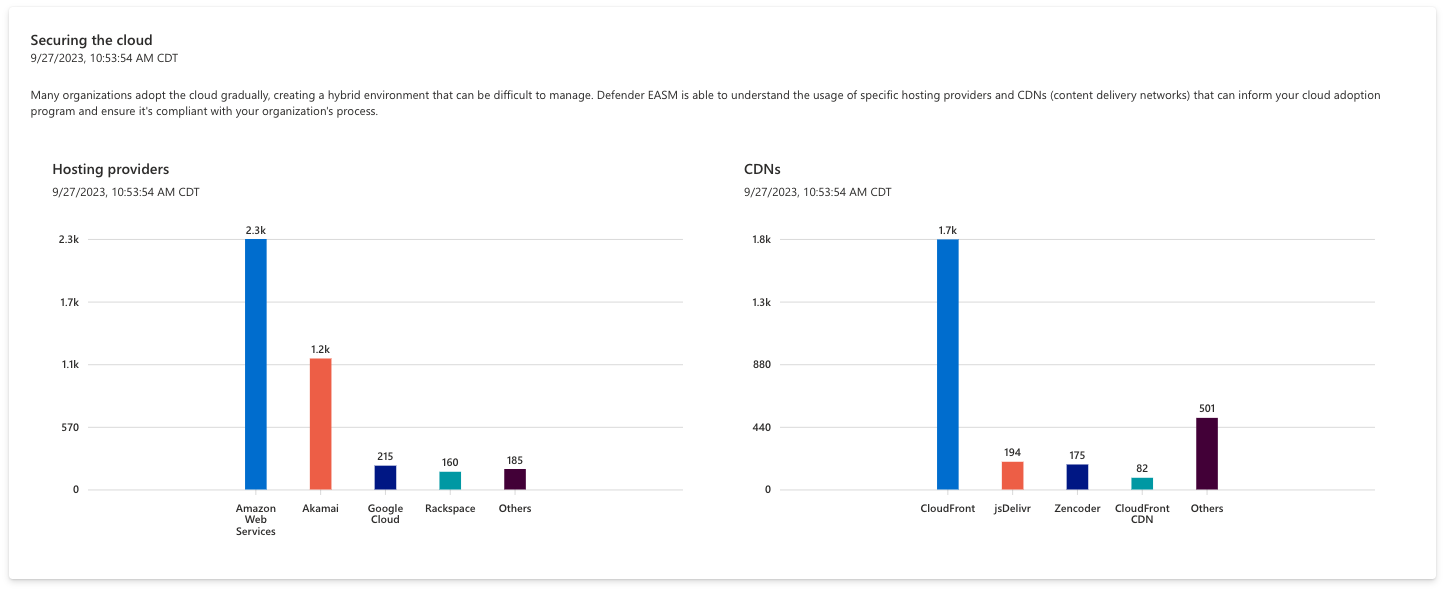 Securing the cloud
9/27/2023, 10:53:54 AM CDT
Many organizations adopt the cloud gradually, creating a hybrid environment that can be difficult to manage. Defender EASM is able to understand the usage of specific hosting providers and CDNs (content delivery networks) that can inform your cloud adoption
program and ensure it's compliant with your organization's process.
Hosting providers
9/27/2023, 10:53:54 AM CDT
2.3k
2.3k
1.7k
1.2k
1.1k
570
215
160
185
0
Amazon
Web
Services
Akamai
Google
Cloud
Rackspace
Others
CDNs
9/27/2023, 10:53:54 AM CDT
1.7k
1.8k
1.3k
880
440
501
194
175
82
0
CloudFront
jsDelivr
Zencoder
CloudFront
CDN
Others